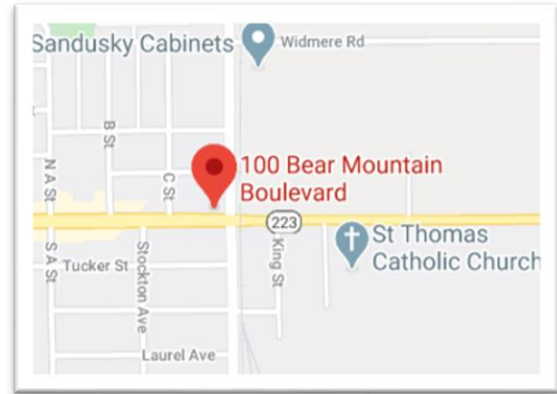 Sandusky Cabinets
Widmere Rd
B St
C St
N A St
100 Bear Mountain
Boulevard
223
St Thomas
Catholic Church
S A St
Tucker St
Stockton Ave
King St
Laurel Ave